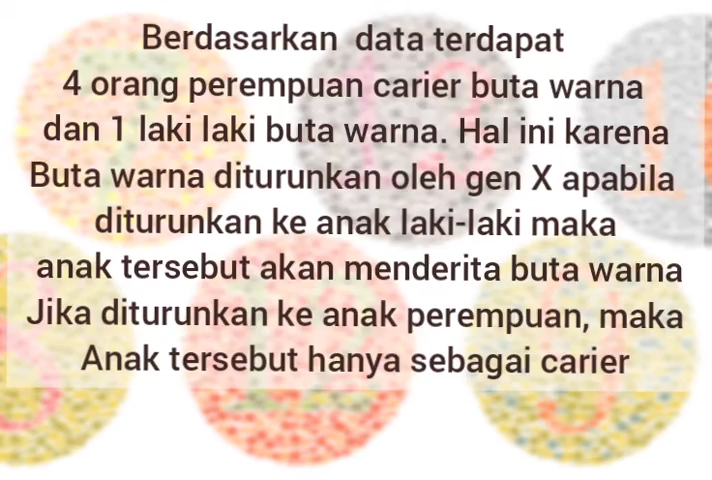 Berdasarkan data terdapat
4 orang perempuan carier buta warna
dan 1 laki laki buta warna. Hal ini karena
Buta warna diturunkan oleh gen X apabila
diturunkan ke anak laki-laki maka
anak tersebut akan menderita buta warna
Jika diturunkan ke anak perempuan, maka
Anak tersebut hanya sebagai carier